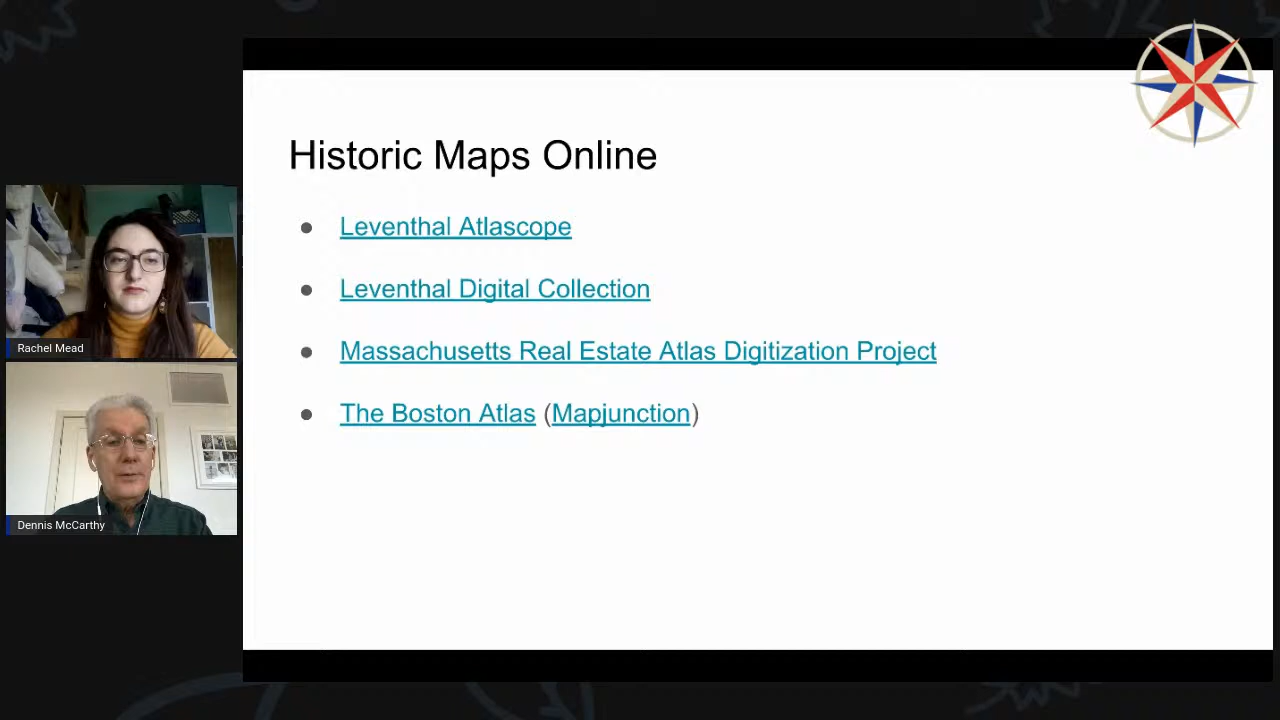 Historic Maps Online
Leventhal Atlascope
Leventhal Digital Collection
Massachusetts Real Estate Atlas Digitization Project
The Boston Atlas (Mapjunction)
Rachel Mead
Dennis McCarthy